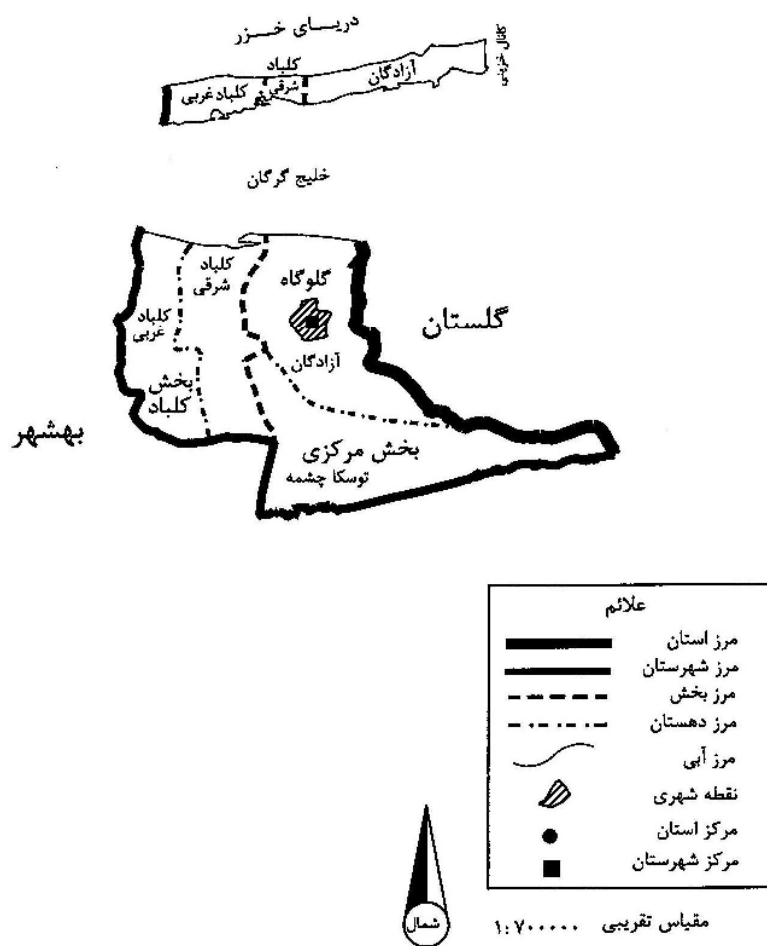 دریــای خــزر
کانال خزینی
آزادگان
کلباد
شرقی
کلباد غربی
خلیج گرگان
کلباد
شرقی
گلوگاه
کلباد
غربی
گلستان
آزادگان
بخش
کلباد
بهشهر
بخش مرکزی
توسکا چشمه
علائم
مرز استان
مرز شهرستان
مرز بخش
مرز دهستان
مرز آبی
نقطه شهری
مرکز استان
مرکز شهرستان
شمال
مقیاس تقریبی ۱:۷۰۰۰۰۰